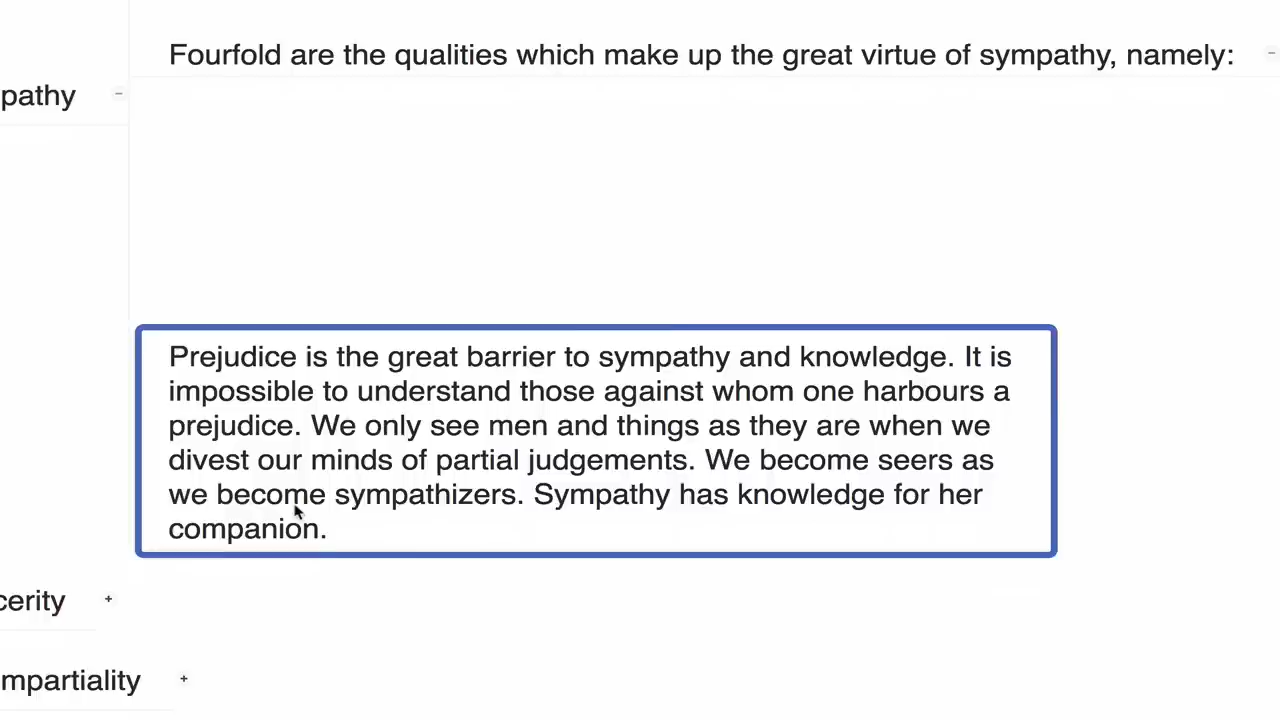 Fourfold are the qualities which make up the great virtue of sympathy, namely:
pathy
Prejudice is the great barrier to sympathy and knowledge. It is
impossible to understand those against whom one harbours a
prejudice. We only see men and things as they are when we
divest our minds of partial judgements. We become seers as
we become sympathizers. Sympathy has knowledge for her
companion.
cerity
mpartiality